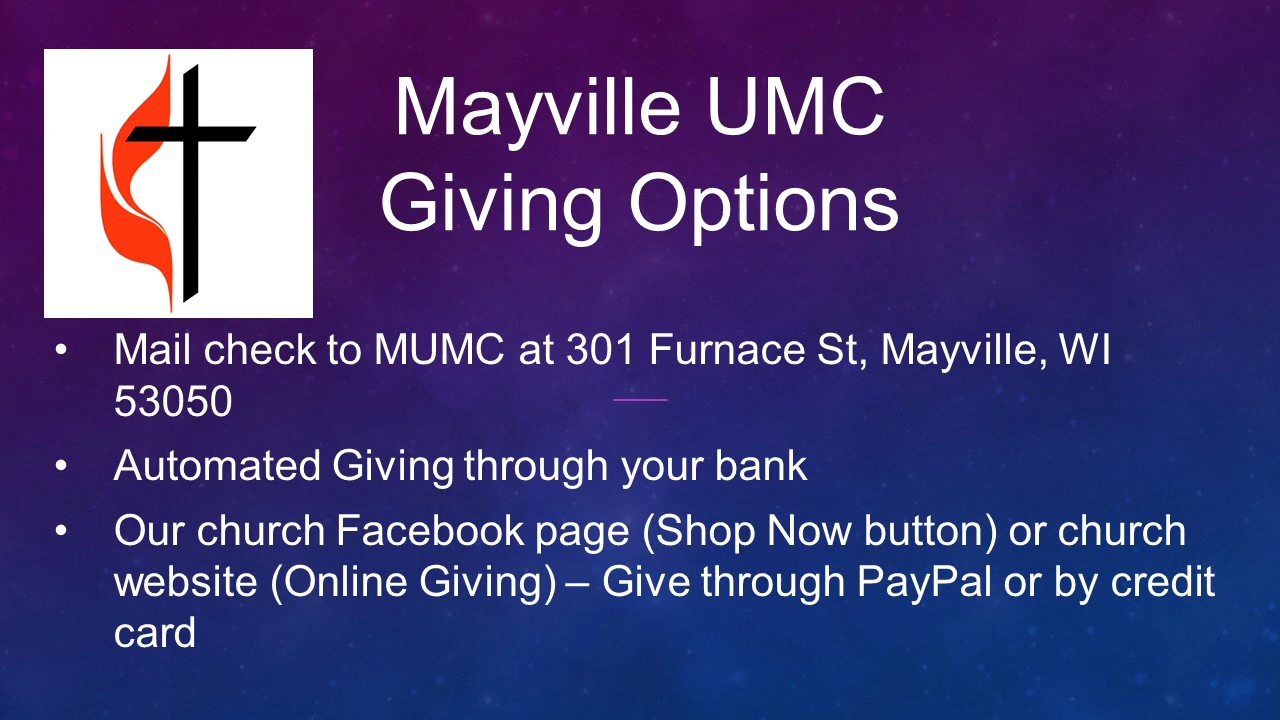 Mayville UMC
Giving Options
• Mail check to MUMC at 301 Furnace St, Mayville, WI
53050
• Automated Giving through your bank
• Our church Facebook page (Shop Now button) or church
website (Online Giving) – Give through PayPal or by credit
card